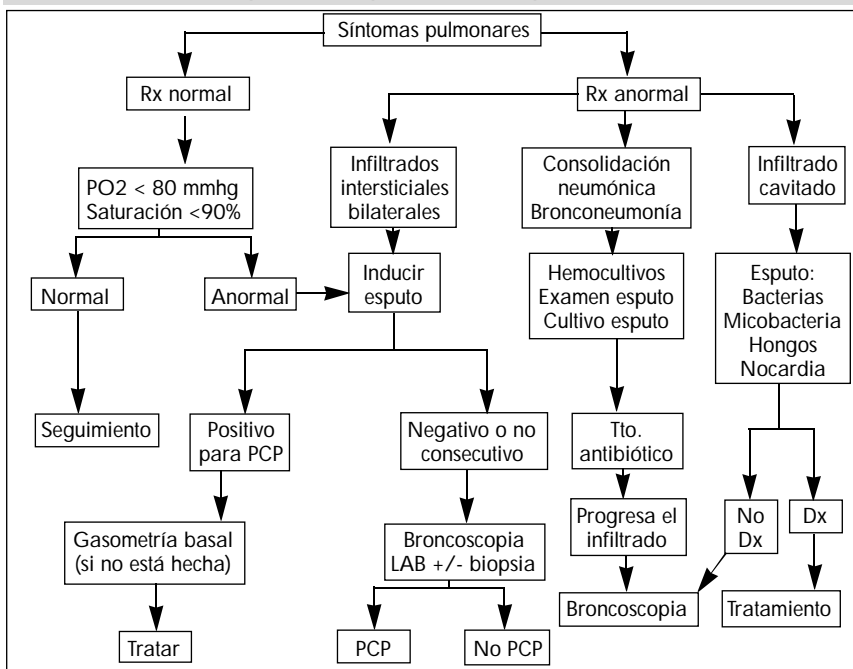 Síntomas pulmonares
Rx normal
Rx anormal
PO2 < 80 mmhg
Saturación <90%
Infiltrados
intersticiales
bilaterales
Consolidación
neumónica
Bronconeumonía
Infiltrado
cavitado
Normal
Anormal
Inducir
esputo
Hemocultivos
Examen esputo
Cultivo esputo
Esputo:
Bacterias
Micobacteria
Hongos
Nocardia
Seguimiento
Positivo
para PCP
Negativo o no
consecutivo
Tto.
antibiótico
No
Dx
Dx
Gasometría basal
(si no está hecha)
Broncoscopia
LAB +/- biopsia
Progresa el
infiltrado
Tratar
PCP
No PCP
Broncoscopia
Tratamiento